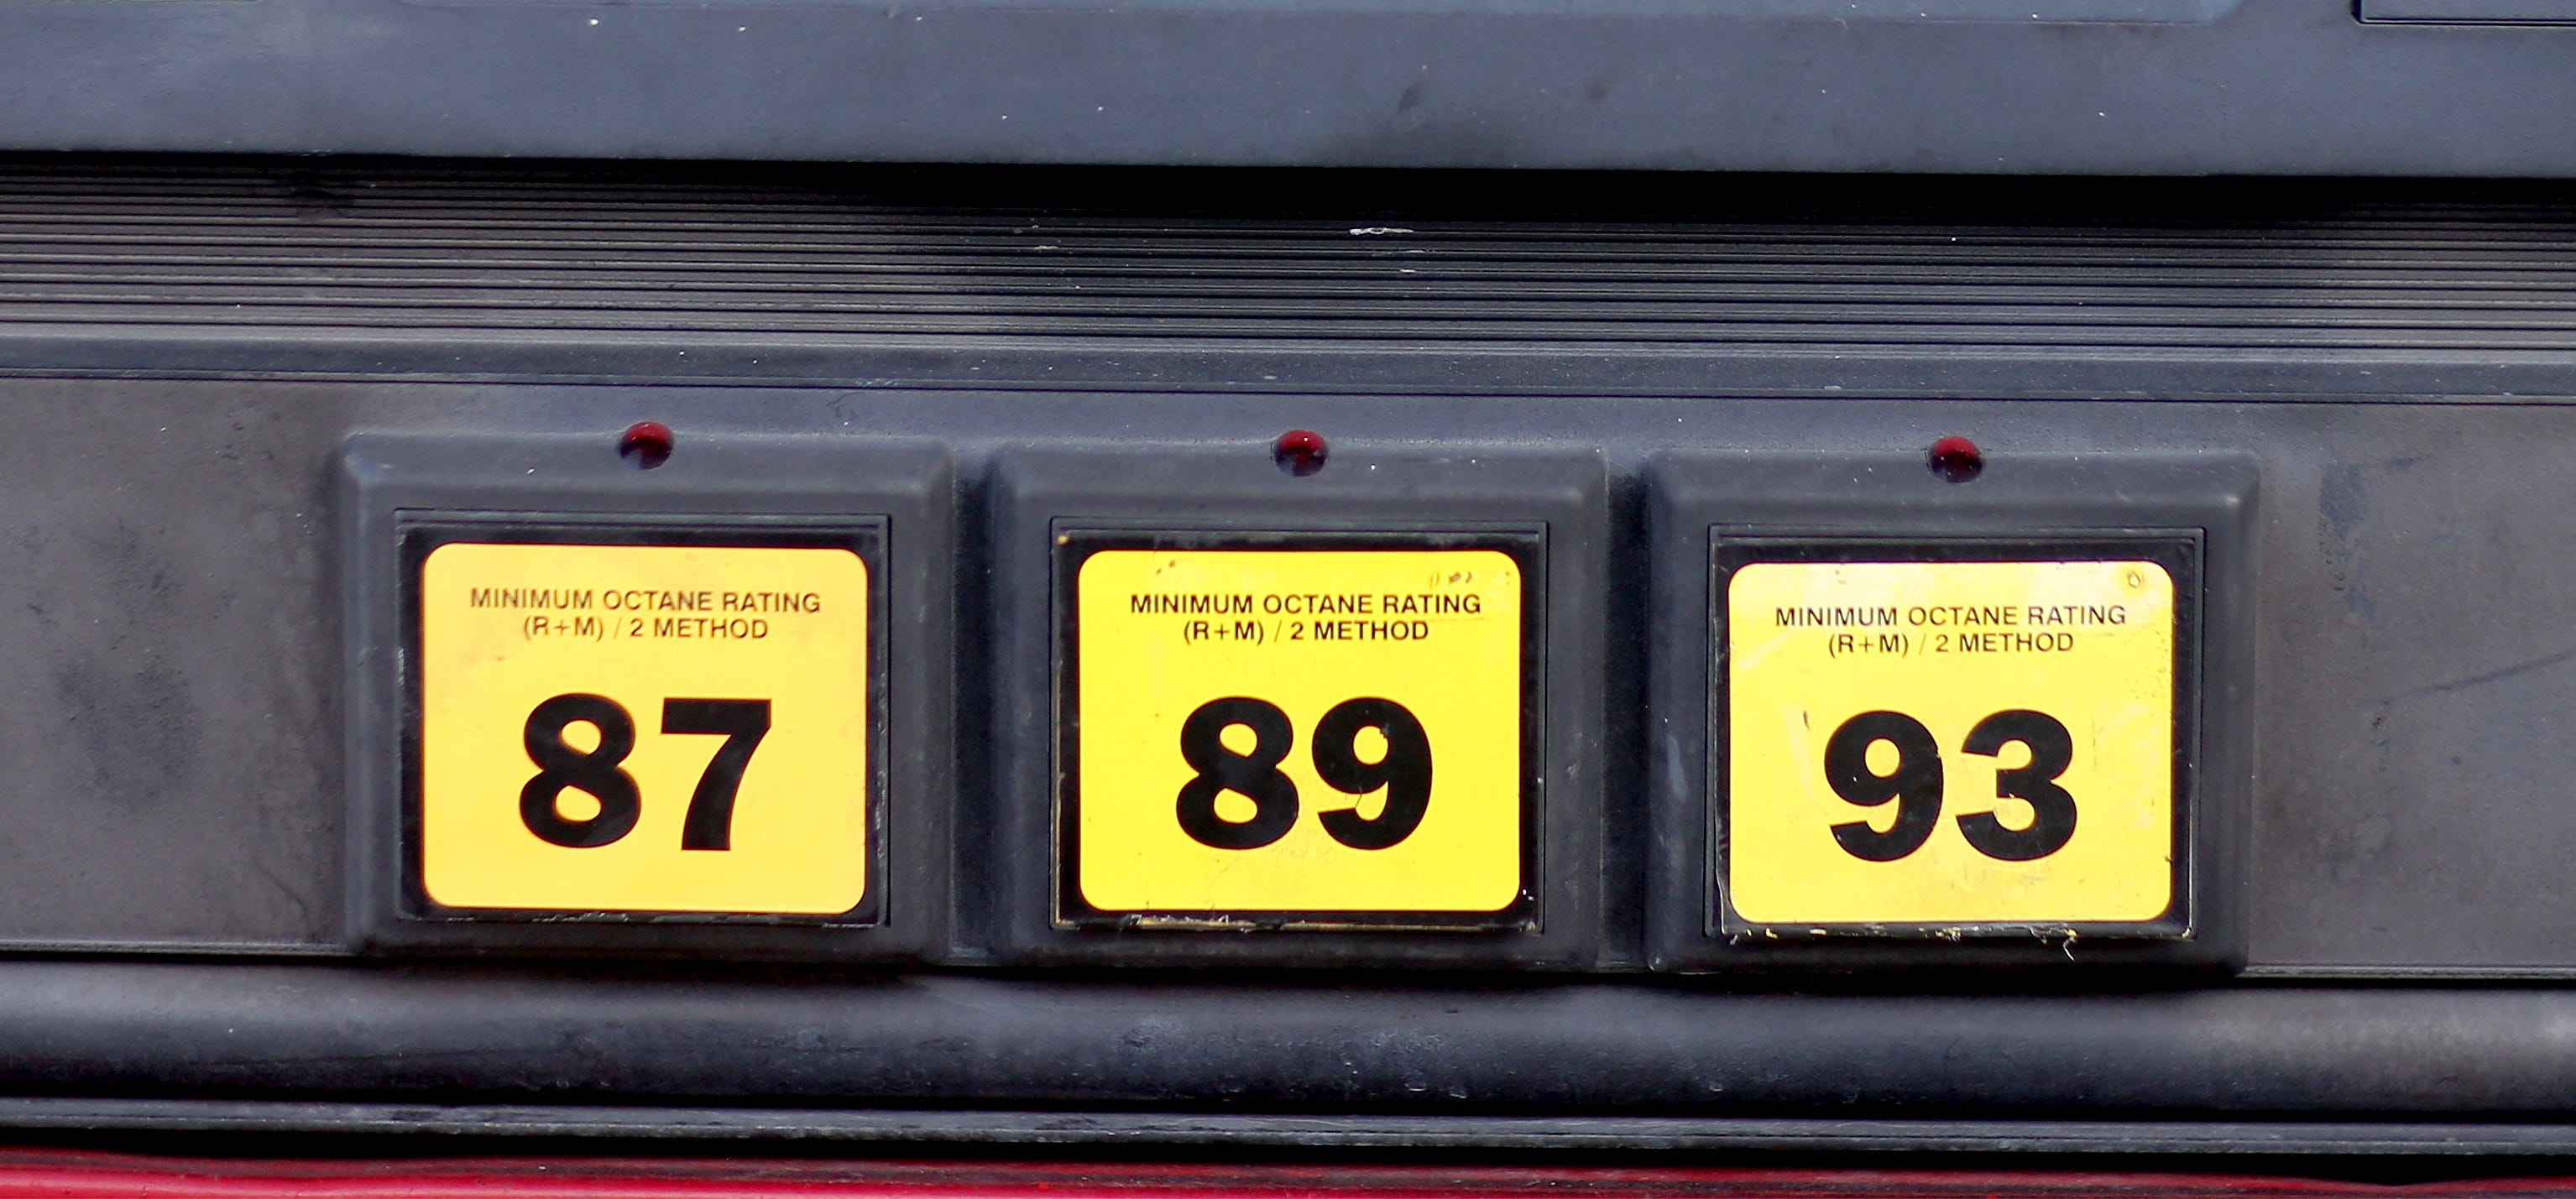 MINIMUM OCTANE RATING
(R+M) / 2 METHOD
87
MINIMUM OCTANE RATING
(R+M) / 2 METHOD
89
MINIMUM OCTANE RATING
(R+M) / 2 METHOD
93